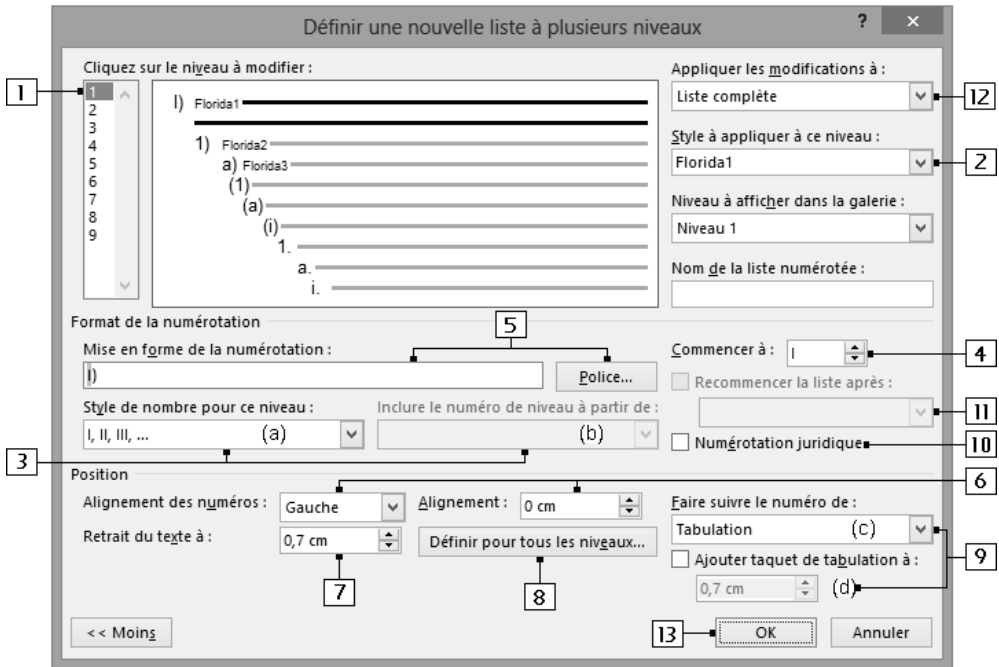 Définir une nouvelle liste à plusieurs niveaux ? ×
Cliquez sur le niveau à modifier :
1
1
2
3
4
5
6
7
8
9
I) Florida1
1) Florida2
a) Florida3
(1)
(a)
(i)
1.
a.
i.
Appliquer les modifications à :
Liste complète
12
Style à appliquer à ce niveau :
Florida1
2
Niveau à afficher dans la galerie :
Niveau 1
Nom de la liste numérotée :
Format de la numérotation
5
Mise en forme de la numérotation :
I)
Police...
Commencer à : I
4
Recommencer la liste après :
11
Style de nombre pour ce niveau :
I, II, III, ... (a)
Inclure le numéro de niveau à partir de :
(b)
3
Numérotation juridique
10
Position
6
Alignement des numéros : Gauche
Alignement : 0 cm
Retrait du texte à : 0,7 cm
Définir pour tous les niveaux...
7
8
Faire suivre le numéro de :
Tabulation (c)
Ajouter taquet de tabulation à :
0,7 cm (d)
9
<< Moins
13
OK
Annuler